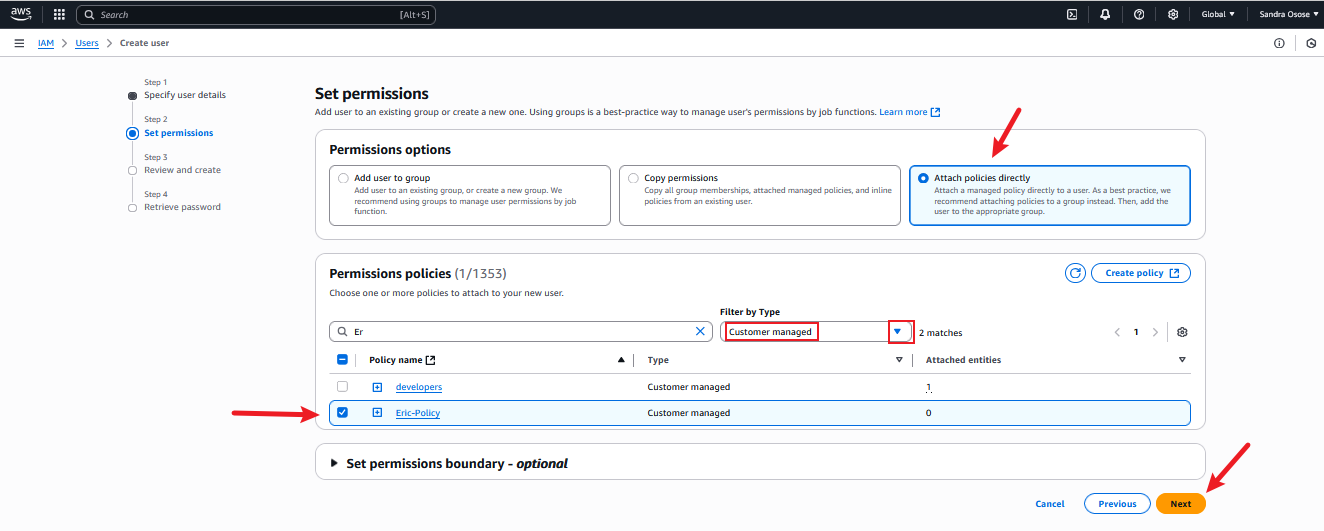 aws
Search
[Alt+S]
Global
Sandra Osose
IAM
Users
Create user
Step 1
Specify user details
Step 2
Set permissions
Step 3
Review and create
Step 4
Retrieve password
Set permissions
Add user to an existing group or create a new one. Using groups is a best-practice way to manage user's permissions by job functions. Learn more
Permissions options
Add user to group
Add user to an existing group, or create a new group. We
recommend using groups to manage user permissions by job
function.
Copy permissions
Copy all group memberships, attached managed policies, and inline
policies from an existing user.
Attach policies directly
Attach a managed policy directly to a user. As a best practice, we
recommend attaching policies to a group instead. Then, add the
user to the appropriate group.
Permissions policies (1/1353)
Create policy
Choose one or more policies to attach to your new user.
Filter by Type
Er
Customer managed
2 matches
1
Policy name
Type
Attached entities
developers
Customer managed
1
Eric-Policy
Customer managed
0
Set permissions boundary - optional
Cancel
Previous
Next